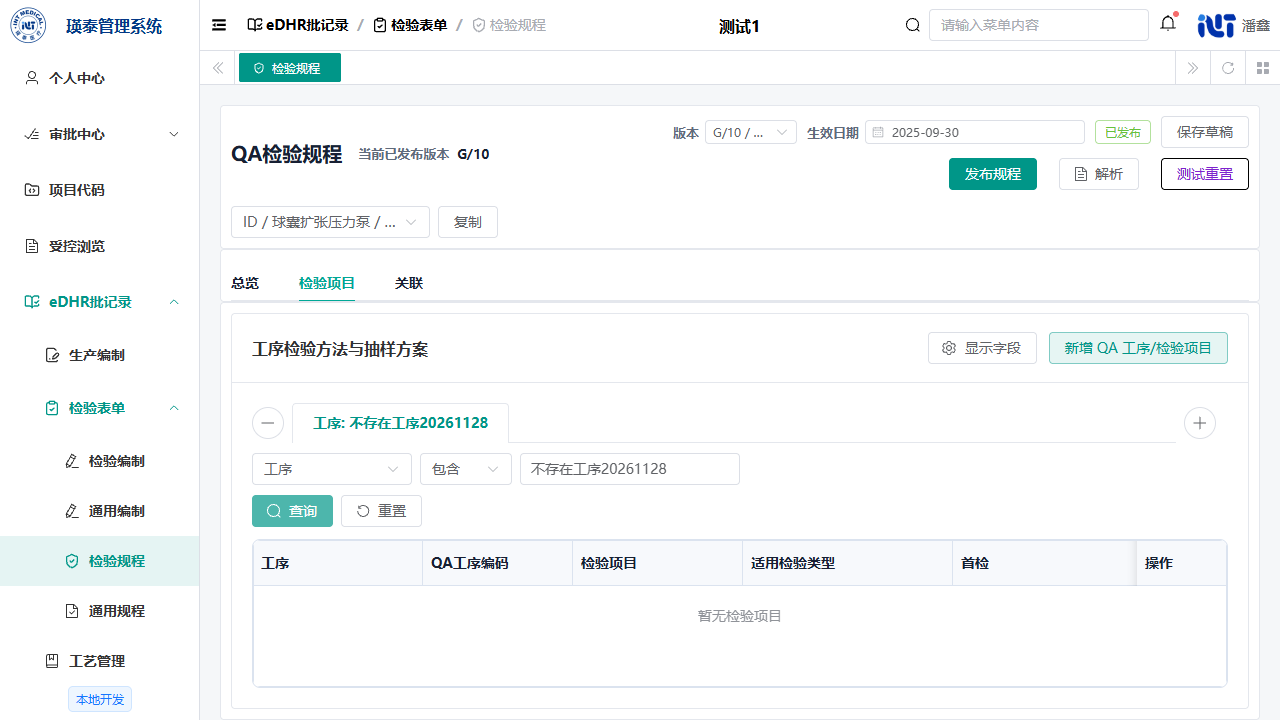 瑛泰管理系统
eDHR批记录 / 检验表单 / 检验规程
测试1
请输入菜单内容
潘鑫
个人中心
审批中心
项目代码
受控浏览
eDHR批记录
生产编制
检验表单
检验编制
通用编制
检验规程
通用规程
工艺管理
本地开发
检验规程
QA检验规程 当前已发布版本 G/10
版本 G/10 / ... 生效日期 2025-09-30 已发布 保存草稿
发布规程 解析 测试重置
ID / 球囊扩张压力泵 / ... 复制
总览 检验项目 关联
工序检验方法与抽样方案 显示字段 新增 QA 工序/检验项目
工序: 不存在工序20261128
工序 包含 不存在工序20261128
查询 重置
工序 QA工序编码 检验项目 适用检验类型 首检 操作
暂无检验项目